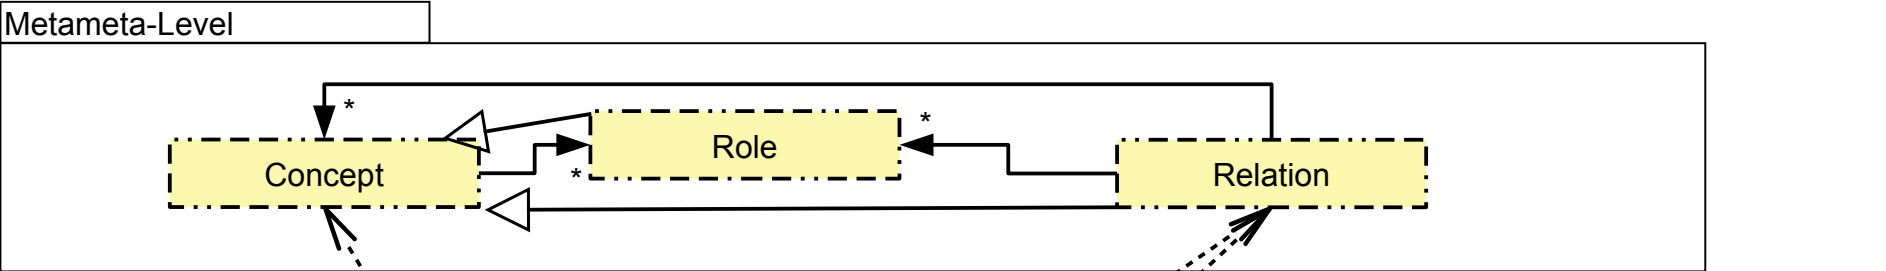 Metameta-Level
*
*
Role
Concept
*
Relation